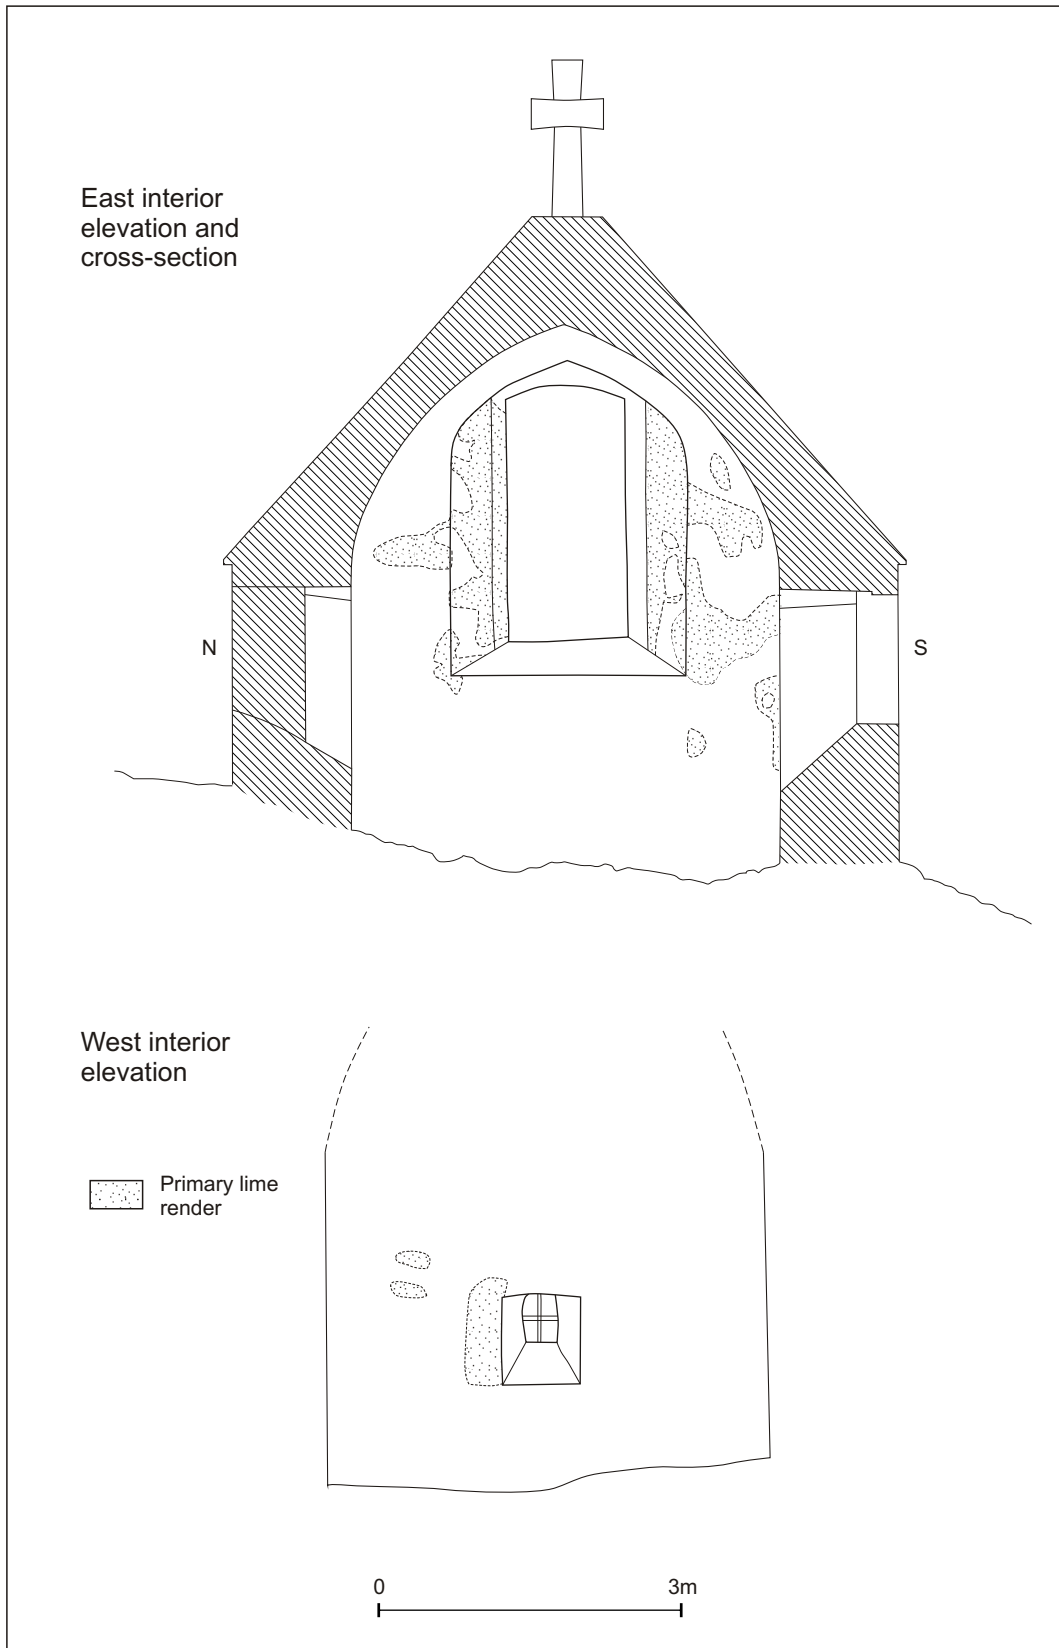 East interior
elevation and
cross-section
N
S
West interior
elevation
Primary lime
render
0
3m